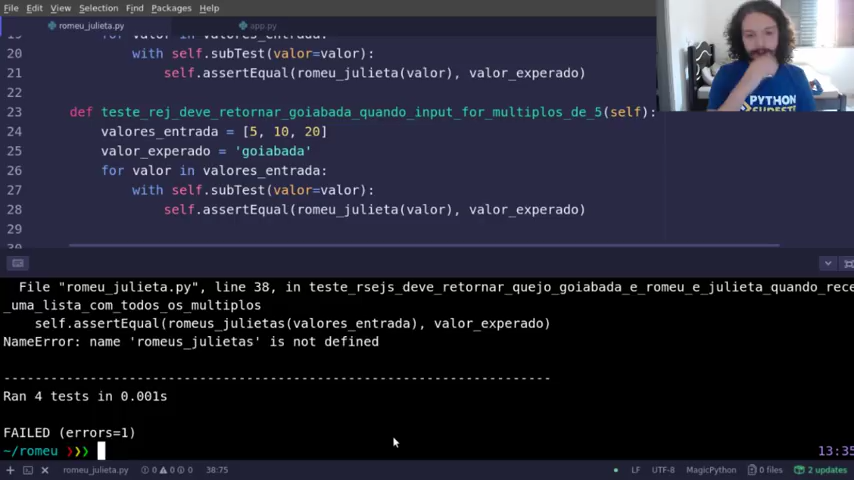 File Edit View Selection Find Packages Help
romeu_julieta.py app.py
19 for valor in valores_entrada:
20 with self.subTest(valor=valor):
21 self.assertEqual(romeu_julieta(valor), valor_experado)
22
23 def teste_rej_deve_retornar_goiabada_quando_input_for_multiplos_de_5(self):
24 valores_entrada = [5, 10, 20]
25 valor_experado = 'goiabada'
26 for valor in valores_entrada:
27 with self.subTest(valor=valor):
28 self.assertEqual(romeu_julieta(valor), valor_experado)
29
30
PYTHON
SUDESTE
File "romeu_julieta.py", line 38, in teste_rsejs_deve_retornar_quejo_goiabada_e_romeu_e_julieta_quando_rece
_uma_lista_com_todos_os_multiplos
self.assertEqual(romeus_julietas(valores_entrada), valor_experado)
NameError: name 'romeus_julietas' is not defined
----------------------------------------------------------------------
Ran 4 tests in 0.001s
FAILED (errors=1)
~/romeu ❯❯❯ 13:35
romeu_julieta.py 0 0 0 38:75 LF UTF-8 MagicPython 0 files 2 updates